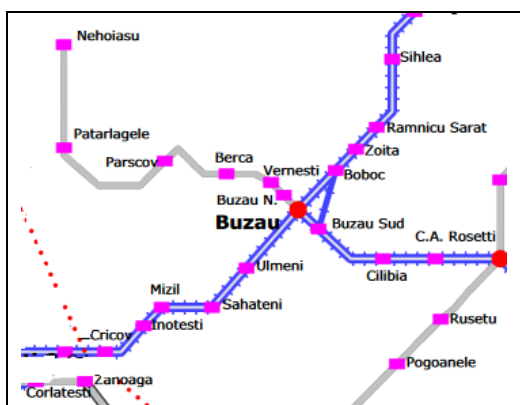 Nehoiasu
Sihlea
Ramnicu Sarat
Patarlagele
Zoita
Parscov
Berca
Vernesti
Boboc
Buzau N.
Buzau
Buzau Sud
C.A. Rosetti
Ulmeni
Cilibia
Mizil
Sahateni
Inotesti
Rusetu
Cricov
Pogoanele
Zanoaga
Corlatesti